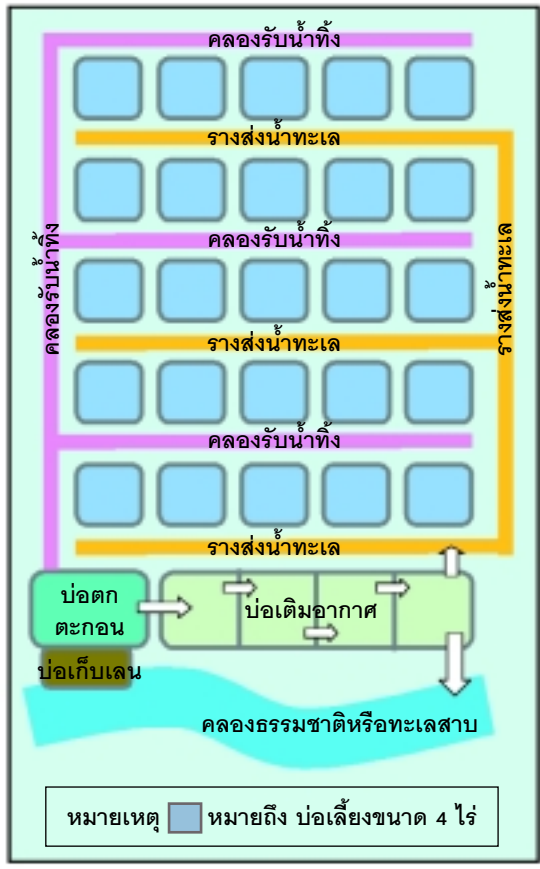 คลองรับน้ำทิ้ง
รางส่งน้ำทะเล
คลองรับน้ำทิ้ง
คลองรับน้ำทิ้ง
รางส่งน้ำทะเล
รางส่งน้ำทะเล
คลองรับน้ำทิ้ง
รางส่งน้ำทะเล
บ่อตก
ตะกอน
บ่อเติมอากาศ
บ่อเก็บเลน
คลองธรรมชาติหรือทะเลสาบ
หมายเหตุ หมายถึง บ่อเลี้ยงขนาด 4 ไร่